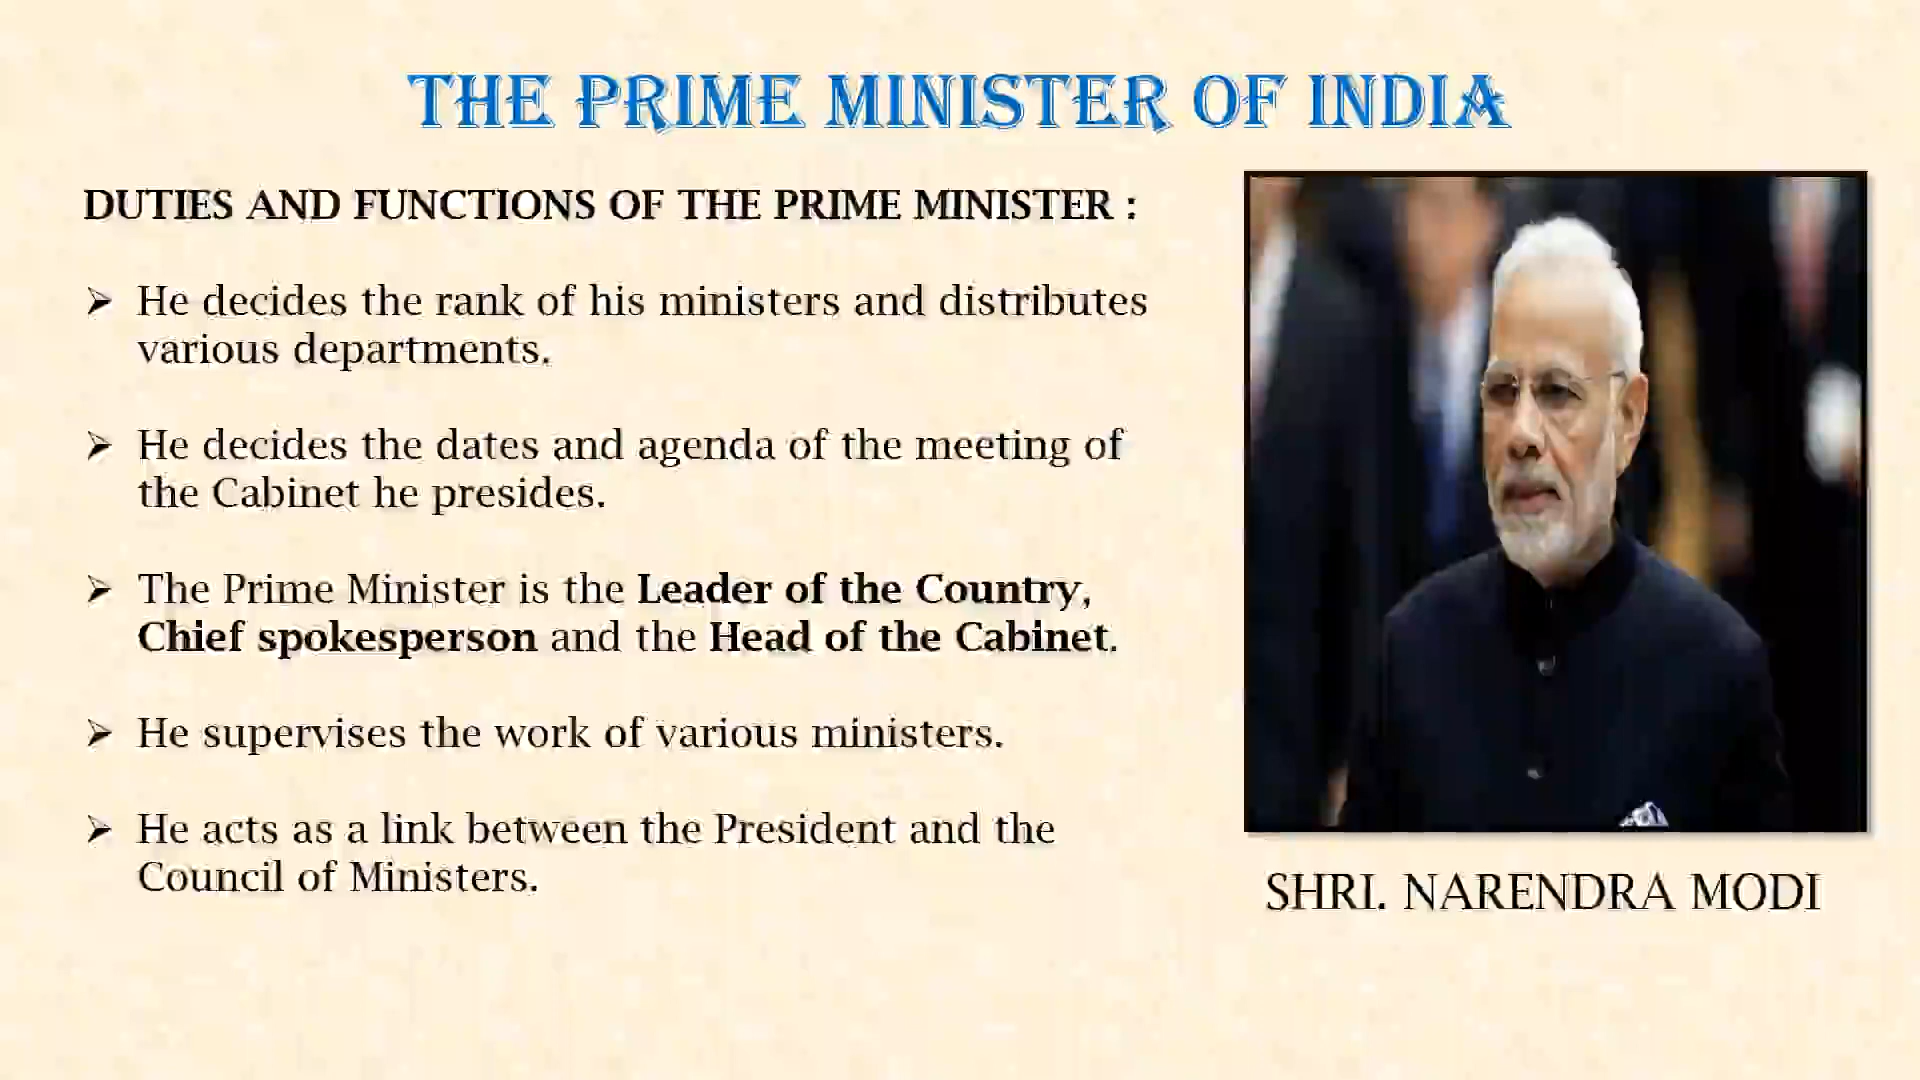 THE PRIME MINISTER OF INDIA
DUTIES AND FUNCTIONS OF THE PRIME MINISTER :
➢ He decides the rank of his ministers and distributes
various departments.
➢ He decides the dates and agenda of the meeting of
the Cabinet he presides.
➢ The Prime Minister is the Leader of the Country,
Chief spokesperson and the Head of the Cabinet.
➢ He supervises the work of various ministers.
➢ He acts as a link between the President and the
Council of Ministers.
SHRI. NARENDRA MODI